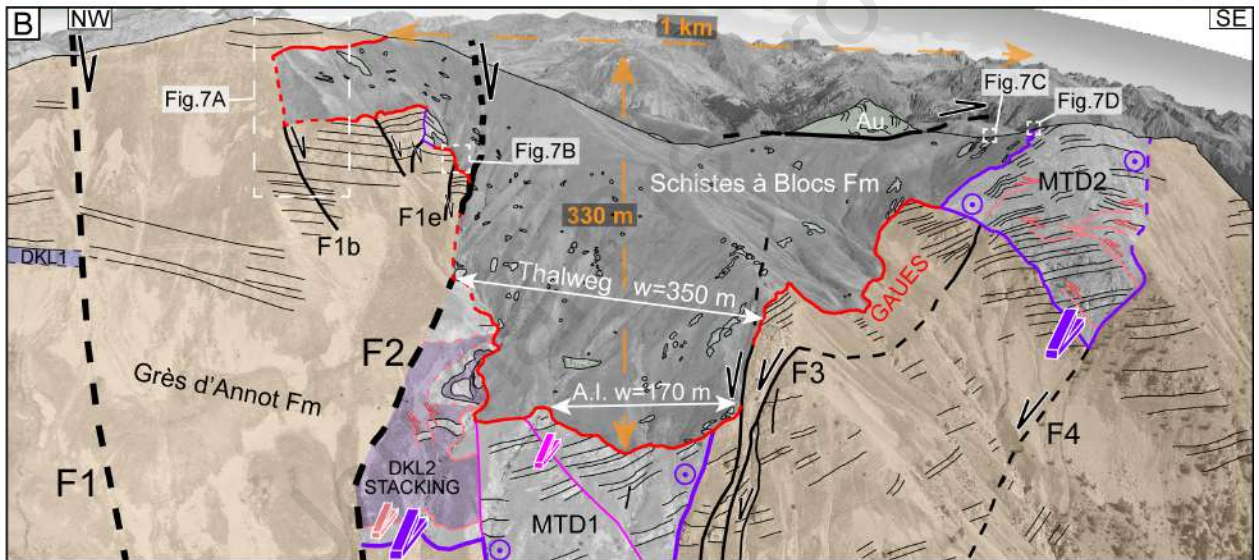 B
NW
SE
1 km
Fig.7C
Fig.7D
Fig.7A
Au
Fig.7B
MTD2
Schistes à Blocs Fm
F1b
F1e
330 m
DKL1
Thalweg w=350 m
GAUES
F2
Grès d'Annot Fm
F3
A.I. w=170 m
F4
F1
DKL2
STACKING
MTD1